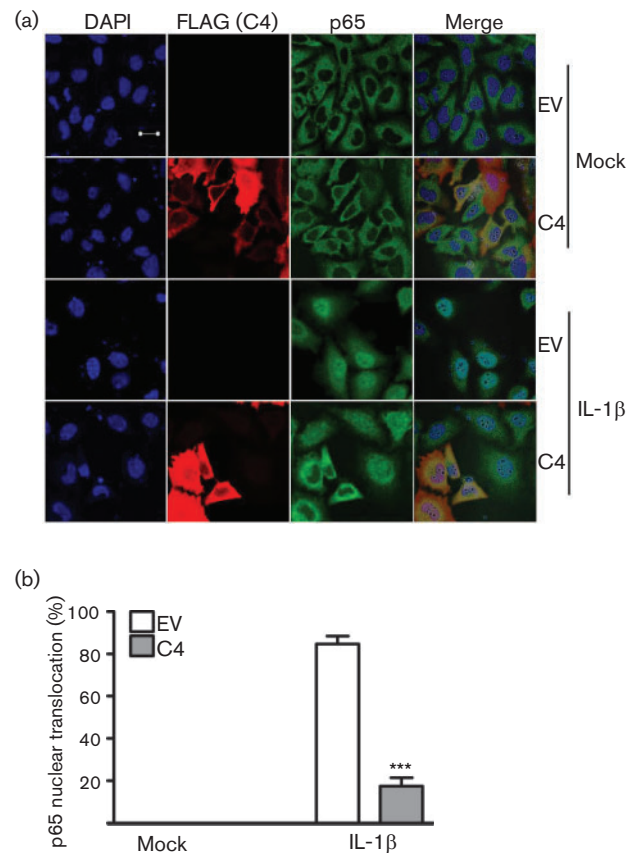 (a)
DAPI FLAG (C4) p65 Merge
EV
Mock
C4
EV
IL-1β
C4
(b)
p65 nuclear translocation (%)
100
80
60
40
20
EV
C4
***
Mock IL-1β